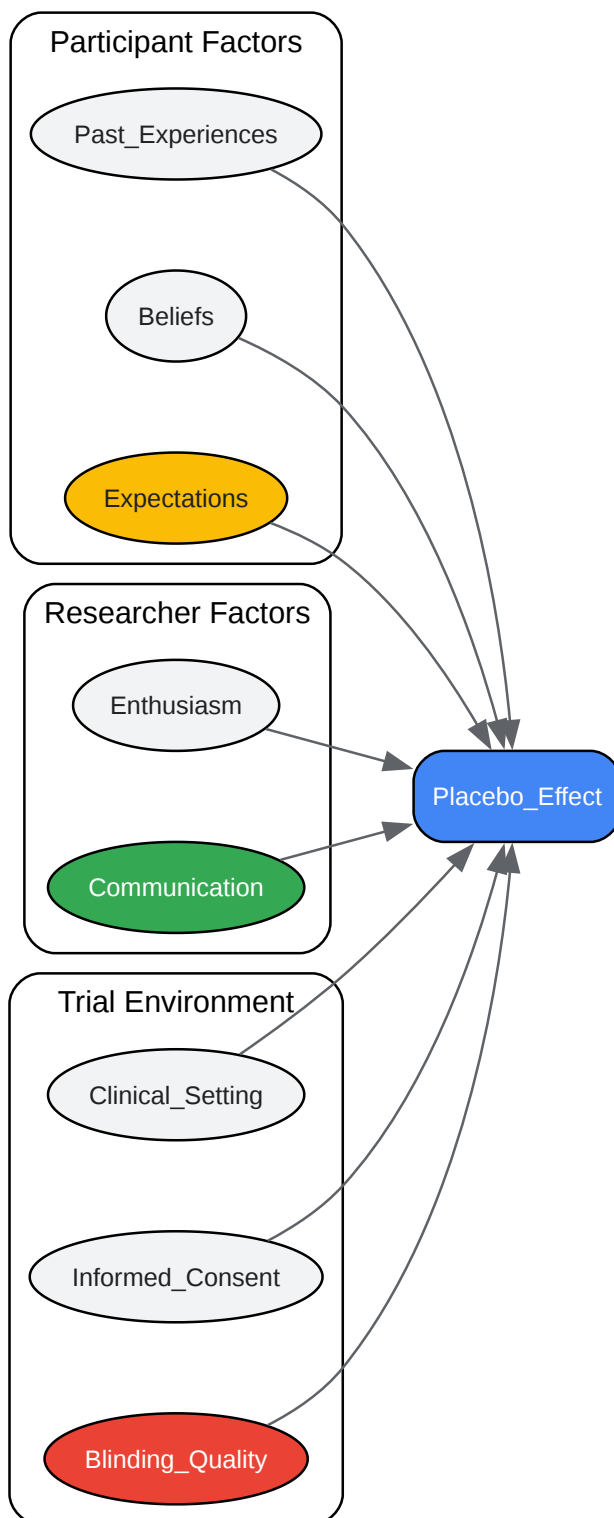 Participant Factors
Past_Experiences
Beliefs
Expectations
Researcher Factors
Enthusiasm
Placebo_Effect
Communication
Trial Environment
Clinical_Setting
Informed_Consent
Blinding_Quality